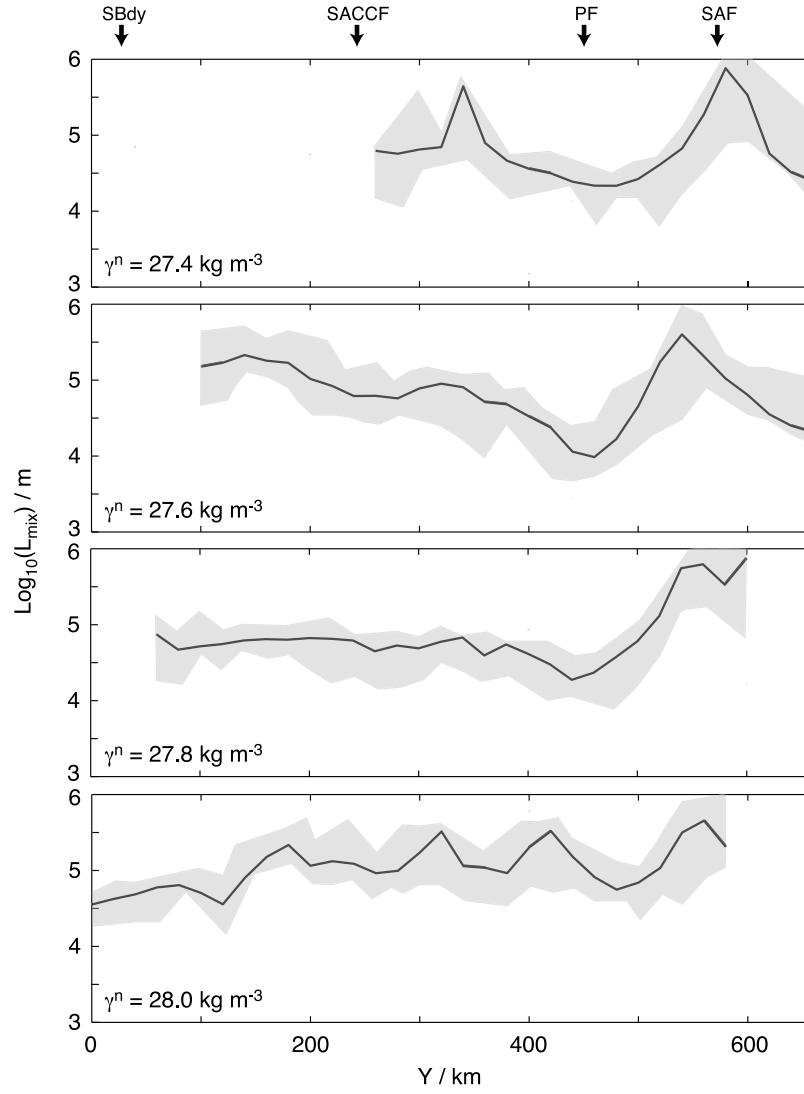 SBdy SACCF PF SAF
6
5
4
3
γⁿ = 27.4 kg m⁻³
6
5
4
3
γⁿ = 27.6 kg m⁻³
6
5
4
3
γⁿ = 27.8 kg m⁻³
6
5
4
3
γⁿ = 28.0 kg m⁻³
Log₁₀(Lₘᵢₓ) / m
0 200 400 600
Y / km